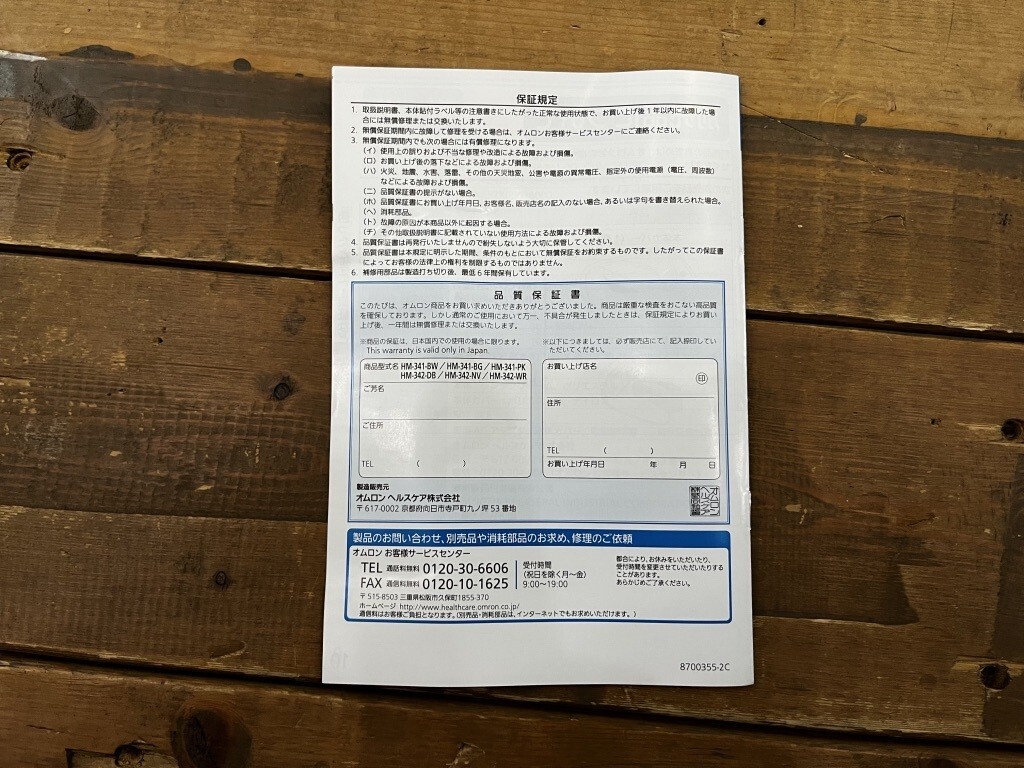 保証規定
1. 取扱説明書、本体貼付ラベル等の注意書きにしたがった正常な使用状態で、お買い上げ後1年以内に故障した場
合には無償修理または交換いたします。
2. 無償保証期間内に故障して修理を受ける場合は、オムロンお客様サービスセンターにご連絡ください。
3. 無償保証期間内でも次の場合には有償修理になります。
(イ) 使用上の誤りおよび不当な修理や改造による故障および損傷。
(ロ) お買い上げ後の落下などによる故障および損傷。
(ハ) 火災、地震、水害、落雷、その他の天災地変、公害や電源の異常電圧、指定外の使用電源(電圧、周波数)
などによる故障および損傷。
(ニ) 品質保証書の提示がない場合。
(ホ) 品質保証書にお買い上げ年月日、お客様名、販売店名の記入のない場合、あるいは字句を書き替えられた場合。
(ヘ) 消耗部品。
(ト) 故障の原因が本商品以外に起因する場合。
(チ) その他取扱説明書に記載されていない使用方法による故障および損傷。
4. 品質保証書は再発行いたしませんので紛失しないよう大切に保管してください。
5. 品質保証書は本規定に明示した期間、条件のもとにおいて無償保証をお約束するものです。したがってこの保証書
によってお客様の法律上の権利を制限するものではありません。
6. 補修用部品は製造打ち切り後、最低6年間保有しています。
品質保証書
このたびは、オムロン商品をお買い求めいただきありがとうございました。商品は厳重な検査をおこない高品質
を確保しております。しかし通常のご使用において万一、不具合が発生しましたときは、保証規定によりお買い
上げ後、一年間は無償修理または交換いたします。
※商品の保証は、日本国内での使用の場合に限ります。
This warranty is valid only in Japan.
※以下につきましては、必ず販売店にて、記入捺印してい
ただいてください。
商品型式名 HM-341-BW/HM-341-BG/HM-341-PK
HM-342-DB/HM-342-NV/HM-342-WR
ご芳名
ご住所
TEL ( )
お買い上げ店名
印
住所
TEL ( )
お買い上げ年月日 年 月 日
製造販売元
オムロン ヘルスケア株式会社
〒617-0002 京都府向日市寺戸町九ノ坪53番地
製品のお問い合わせ、別売品や消耗部品のお求め、修理のご依頼
オムロン お客様サービスセンター
TEL 通話料無料 0120-30-6606
FAX 通信料無料 0120-10-1625
受付時間
(祝日を除く月~金)
9:00~19:00
都合により、お休みをいただいたり、
受付時間を変更させていただいたりする
ことがあります。
あらかじめご了承ください。
〒515-8503 三重県松阪市久保町1855-370
ホームページ http://www.healthcare.omron.co.jp/
通信料はお客様ご負担となります。(別売品・消耗部品は、インターネットでもお求めいただけます。)
8700355-2C